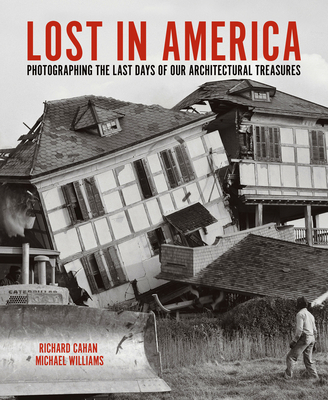 LOST IN AMERICA
PHOTOGRAPHING THE LAST DAYS OF OUR ARCHITECTURAL TREASURES
CATERPILLAR
RICHARD CAHAN
MICHAEL WILLIAMS